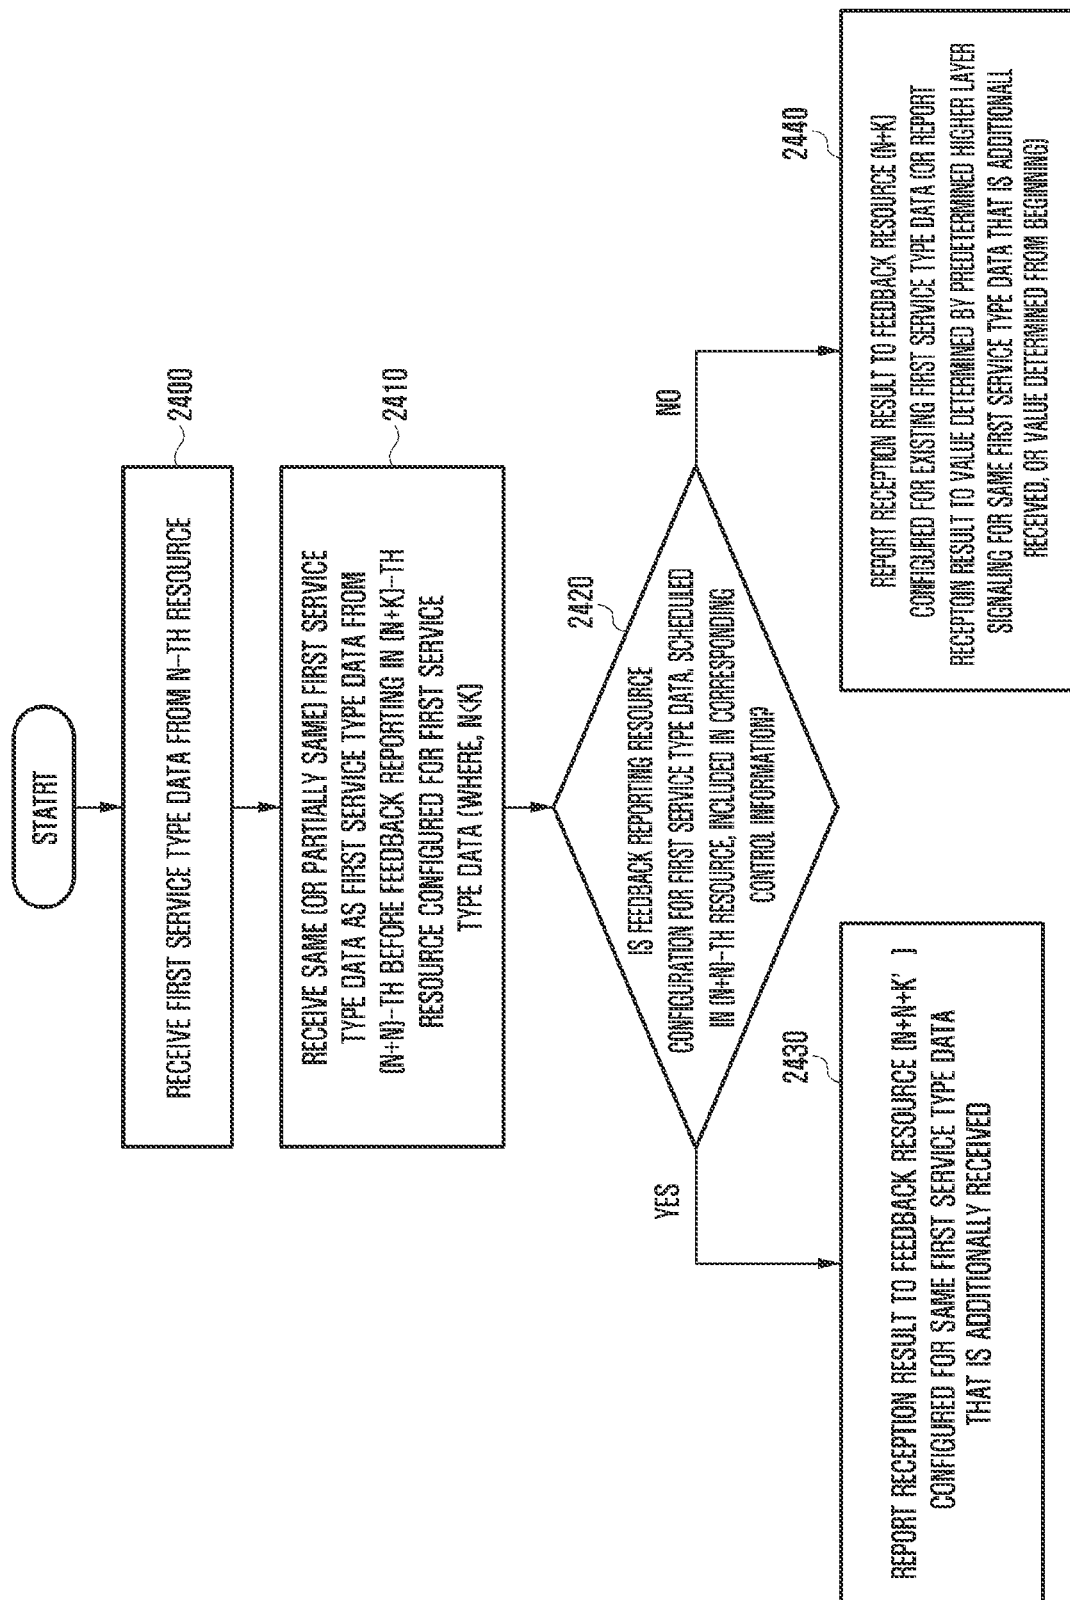 STATRT
2400
RECEIVE FIRST SERVICE TYPE DATA FROM N-TH RESOURCE
2410
RECEIVE SAME (OR PARTIALLY SAME) FIRST SERVICE
TYPE DATA AS FIRST SERVICE TYPE DATA FROM
(N+N)-TH BEFORE FEEDBACK REPORTING IN (N+K)-TH
RESOURCE CONFIGURED FOR FIRST SERVICE
TYPE DATA (WHERE, N<K)
2420
IS FEEDBACK REPORTING RESOURCE
CONFIGURATION FOR FIRST SERVICE TYPE DATA, SCHEDULED
IN (N+N)-TH RESOURCE, INCLUDED IN CORRESPONDING
CONTROL INFORMATION?
YES
NO
2430
REPORT RECEPTION RESULT TO FEEDBACK RESOURCE (N+N+K' )
CONFIGURED FOR SAME FIRST SERVICE TYPE DATA
THAT IS ADDITIONALLY RECEIVED
2440
REPORT RECEPTION RESULT TO FEEDBACK RESOURCE (N+K)
CONFIGURED FOR EXISTING FIRST SERVICE TYPE DATA (OR REPORT
RECEPTOIN RESULT TO VALUE DETERMINED BY PREDETERMINED HIGHER LAYER
SIGNALING FOR SAME FIRST SERVICE TYPE DATA THAT IS ADDITIONALL
RECEIVED, OR VALUE DETERMINED FROM BEGINNING)